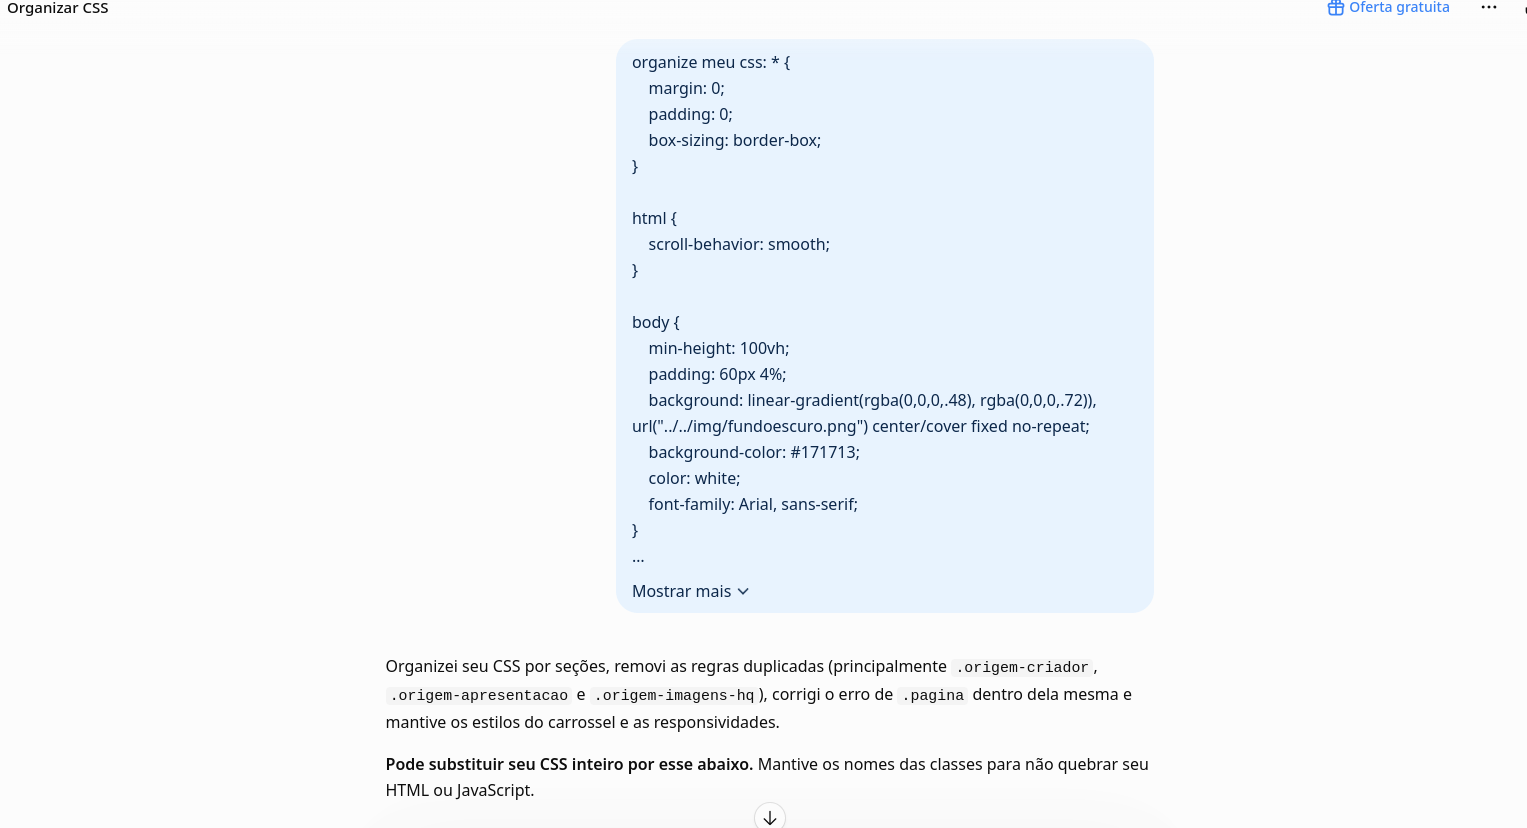 Organizar CSS
Oferta gratuita
organize meu css: * {
margin: 0;
padding: 0;
box-sizing: border-box;
}
html {
scroll-behavior: smooth;
}
body {
min-height: 100vh;
padding: 60px 4%;
background: linear-gradient(rgba(0,0,0,.48), rgba(0,0,0,.72)),
url("../../img/fundoescuro.png") center/cover fixed no-repeat;
background-color: #171713;
color: white;
font-family: Arial, sans-serif;
}
...
Mostrar mais
Organizei seu CSS por seções, removi as regras duplicadas (principalmente .origem-criador,
.origem-apresentacao e .origem-imagens-hq), corrigi o erro de .pagina dentro dela mesma e
mantive os estilos do carrossel e as responsividades.
Pode substituir seu CSS inteiro por esse abaixo. Mantive os nomes das classes para não quebrar seu
HTML ou JavaScript.